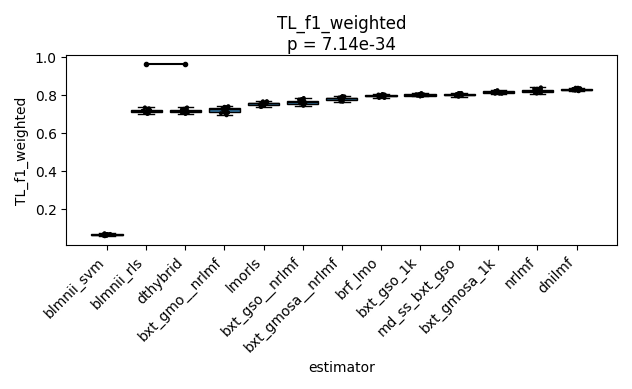 TL_f1_weighted
p = 7.14e-34
TL_f1_weighted
1.0
0.8
0.6
0.4
0.2
blmnii_svm
blmnii_rls
dthybrid
bxt_gmo__nrlmf
lmorls
bxt_gso__nrlmf
bxt_gmosa__nrlmf
brf_lmo
bxt_gso_1k
md_ss_bxt_gso
bxt_gmosa_1k
nrlmf
dnilmf
estimator